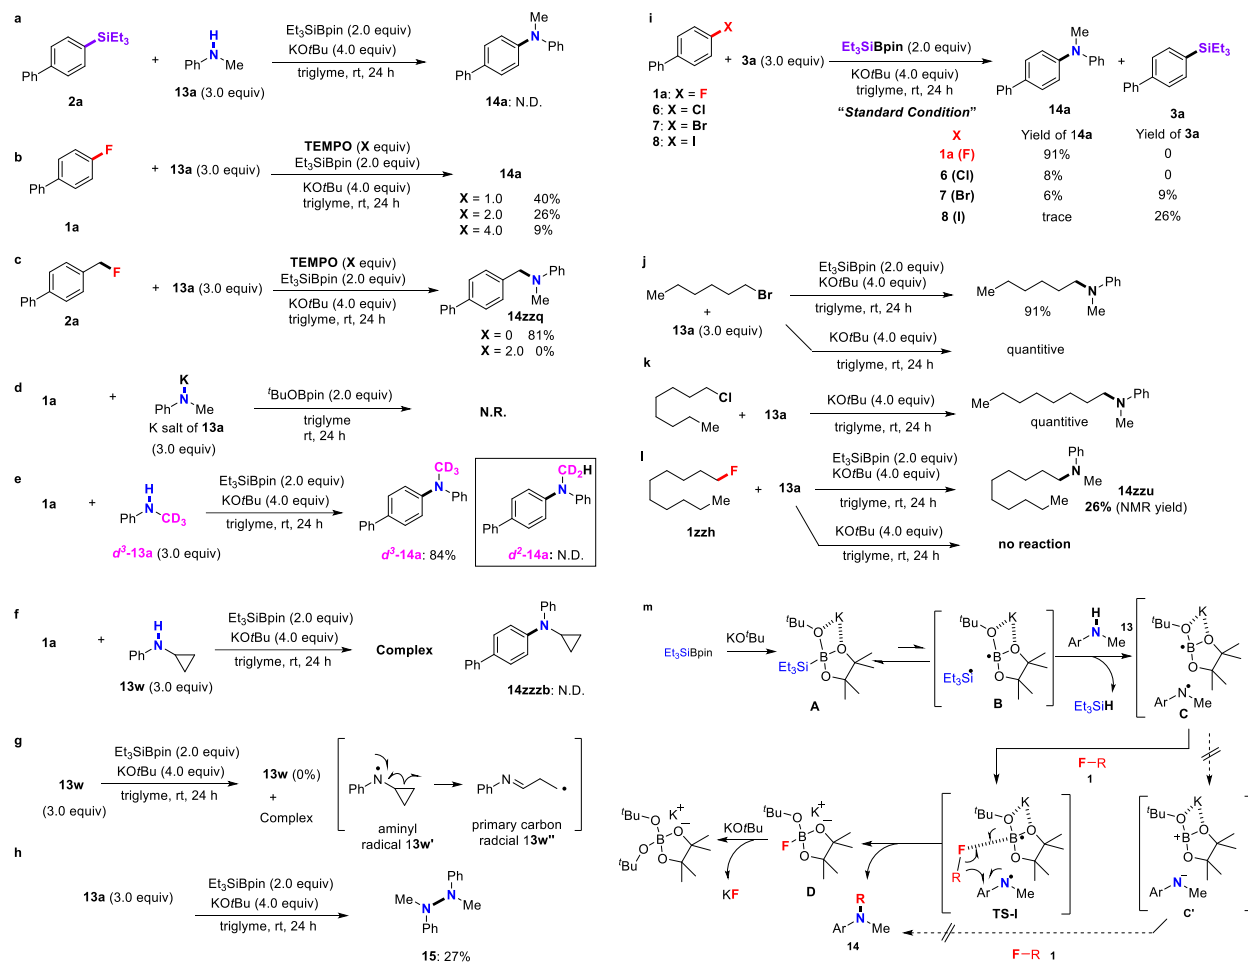 a
SiEt3
Ph
2a
+
H
N
Ph
Me
13a (3.0 equiv)
Et3SiBpin (2.0 equiv)
KOtBu (4.0 equiv)
triglyme, rt, 24 h
Me
N
Ph
Ph
14a: N.D.
b
F
Ph
1a
+ 13a (3.0 equiv)
TEMPO (X equiv)
Et3SiBpin (2.0 equiv)
KOtBu (4.0 equiv)
triglyme, rt, 24 h
14a
X = 1.0 40%
X = 2.0 26%
X = 4.0 9%
c
F
Ph
2a
+ 13a (3.0 equiv)
TEMPO (X equiv)
Et3SiBpin (2.0 equiv)
KOtBu (4.0 equiv)
triglyme, rt, 24 h
N
Ph
Me
Ph
14zzq
X = 0 81%
X = 2.0 0%
d
1a
+
K
N
Ph
Me
K salt of 13a
(3.0 equiv)
tBuOBpin (2.0 equiv)
triglyme
rt, 24 h
N.R.
e
1a
+
H
N
Ph
CD3
d3-13a (3.0 equiv)
Et3SiBpin (2.0 equiv)
KOtBu (4.0 equiv)
triglyme, rt, 24 h
CD3
N
Ph
Ph
d3-14a: 84%
CD2H
N
Ph
Ph
d2-14a: N.D.
f
1a
+
H
N
Ph
13w (3.0 equiv)
Et3SiBpin (2.0 equiv)
KOtBu (4.0 equiv)
triglyme, rt, 24 h
Complex
Ph
N
Ph
14zzzb: N.D.
g
13w
(3.0 equiv)
Et3SiBpin (2.0 equiv)
KOtBu (4.0 equiv)
triglyme, rt, 24 h
13w (0%)
+
Complex
Ph
N
aminyl
radical 13w'
Ph
N
primary carbon
radcial 13w''
h
13a (3.0 equiv)
Et3SiBpin (2.0 equiv)
KOtBu (4.0 equiv)
triglyme, rt, 24 h
Ph
Me
N
N
Me
Ph
15: 27%
i
X
Ph
+ 3a (3.0 equiv)
1a: X = F
6: X = Cl
7: X = Br
8: X = I
Et3SiBpin (2.0 equiv)
KOtBu (4.0 equiv)
triglyme, rt, 24 h
“Standard Condition”
Me
N
Ph
Ph
14a
+
SiEt3
Ph
3a
X Yield of 14a Yield of 3a
1a (F) 91% 0
6 (Cl) 8% 0
7 (Br) 6% 9%
8 (I) trace 26%
j
Me
Br
+
13a (3.0 equiv)
Et3SiBpin (2.0 equiv)
KOtBu (4.0 equiv)
triglyme, rt, 24 h
Me
N
Ph
Me
91%
KOtBu (4.0 equiv)
triglyme, rt, 24 h
quantitive
k
Cl
Me
+ 13a
KOtBu (4.0 equiv)
triglyme, rt, 24 h
Me
N
Ph
Me
quantitive
l
F
Me
1zzh
+ 13a
Et3SiBpin (2.0 equiv)
KOtBu (4.0 equiv)
triglyme, rt, 24 h
Ph
N
Me
Me
14zzu
26% (NMR yield)
KOtBu (4.0 equiv)
triglyme, rt, 24 h
no reaction
m
Et3SiBpin
KOtBu
tBu
K
O
O
B
Et3Si
O
A
tBu
K
O
O
B
O
Et3Si
B
H
N
Ar
Me
13
Et3SiH
tBu
K
O
O
B
O
N
Ar
Me
C
F−R
1
tBu
K
O
O
B
O
F
R
N
Ar
Me
TS-I
tBu
K
O
O
B
+
O
N
−
Ar
Me
C'
F−R 1
K+
tBuO
O
−
B
F
O
D
R
N
Ar
Me
14
KOtBu
KF
K+
tBu
O
O
−
B
O
O
tBu